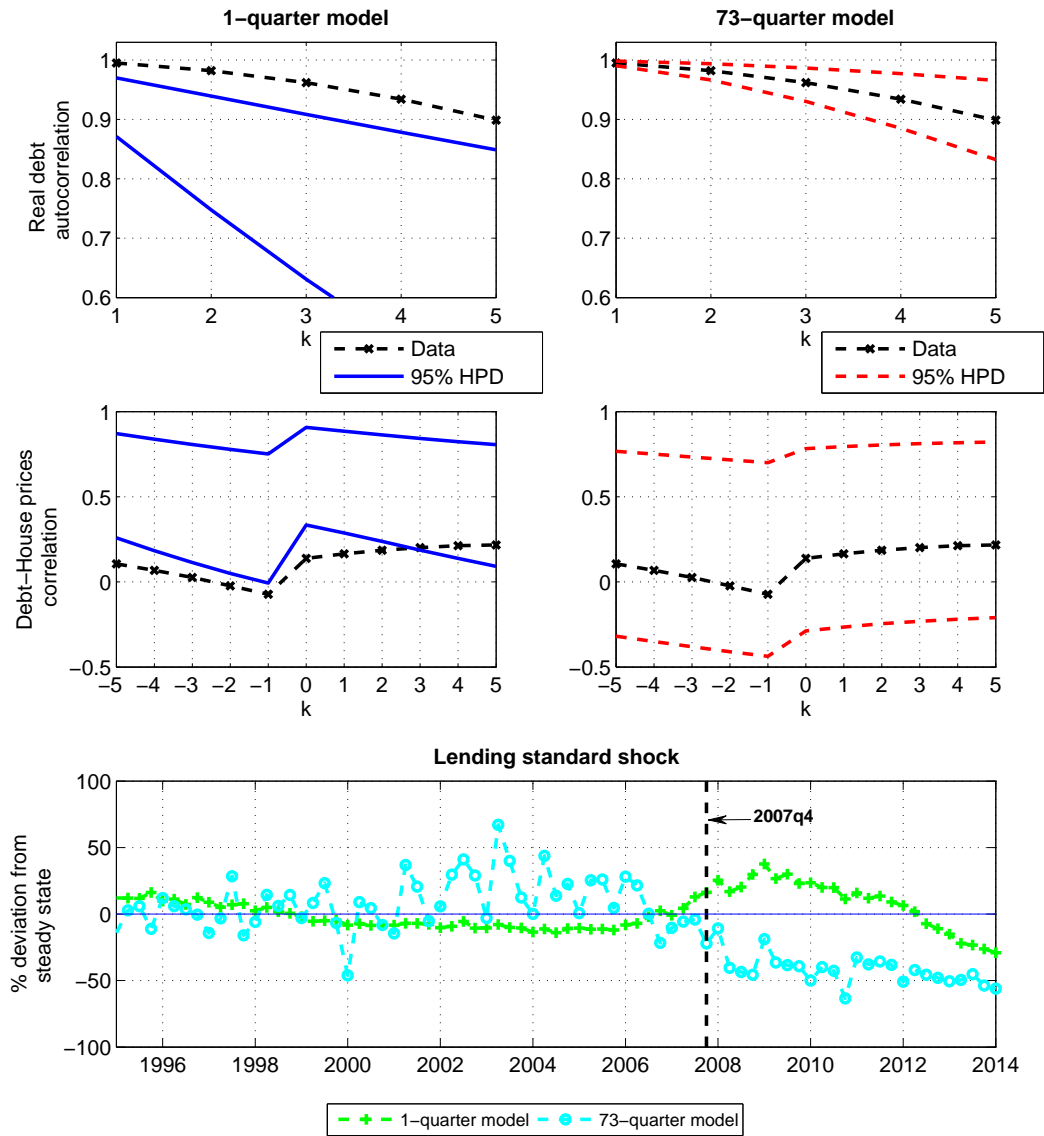 1−quarter model
73−quarter model
Real debt
autocorrelation
1
0.9
0.8
0.7
0.6
1 2 3 4 5
k
1
0.9
0.8
0.7
0.6
1 2 3 4 5
k
Data
95% HPD
Data
95% HPD
Debt−House prices
correlation
1
0.5
0
−0.5
−5 −4 −3 −2 −1 0 1 2 3 4 5
k
1
0.5
0
−0.5
−5 −4 −3 −2 −1 0 1 2 3 4 5
k
Lending standard shock
% deviation from
steady state
100
50
0
−50
−100
2007q4
1996 1998 2000 2002 2004 2006 2008 2010 2012 2014
1−quarter model
73−quarter model